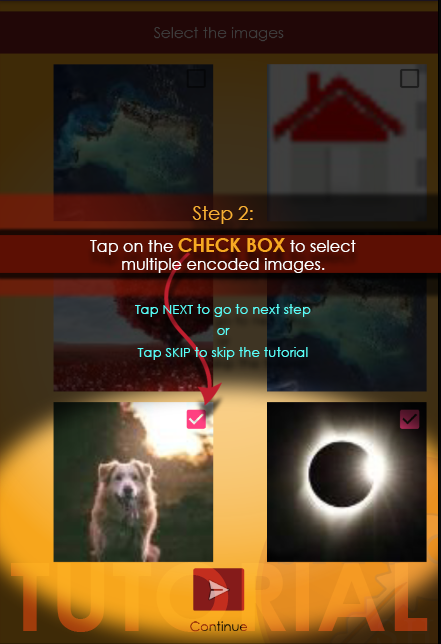 Select the images
Step 2:
Tap on the CHECK BOX to select
multiple encoded images.
Tap NEXT to go to next step
or
Tap SKIP to skip the tutorial
TUTORIAL
Continue